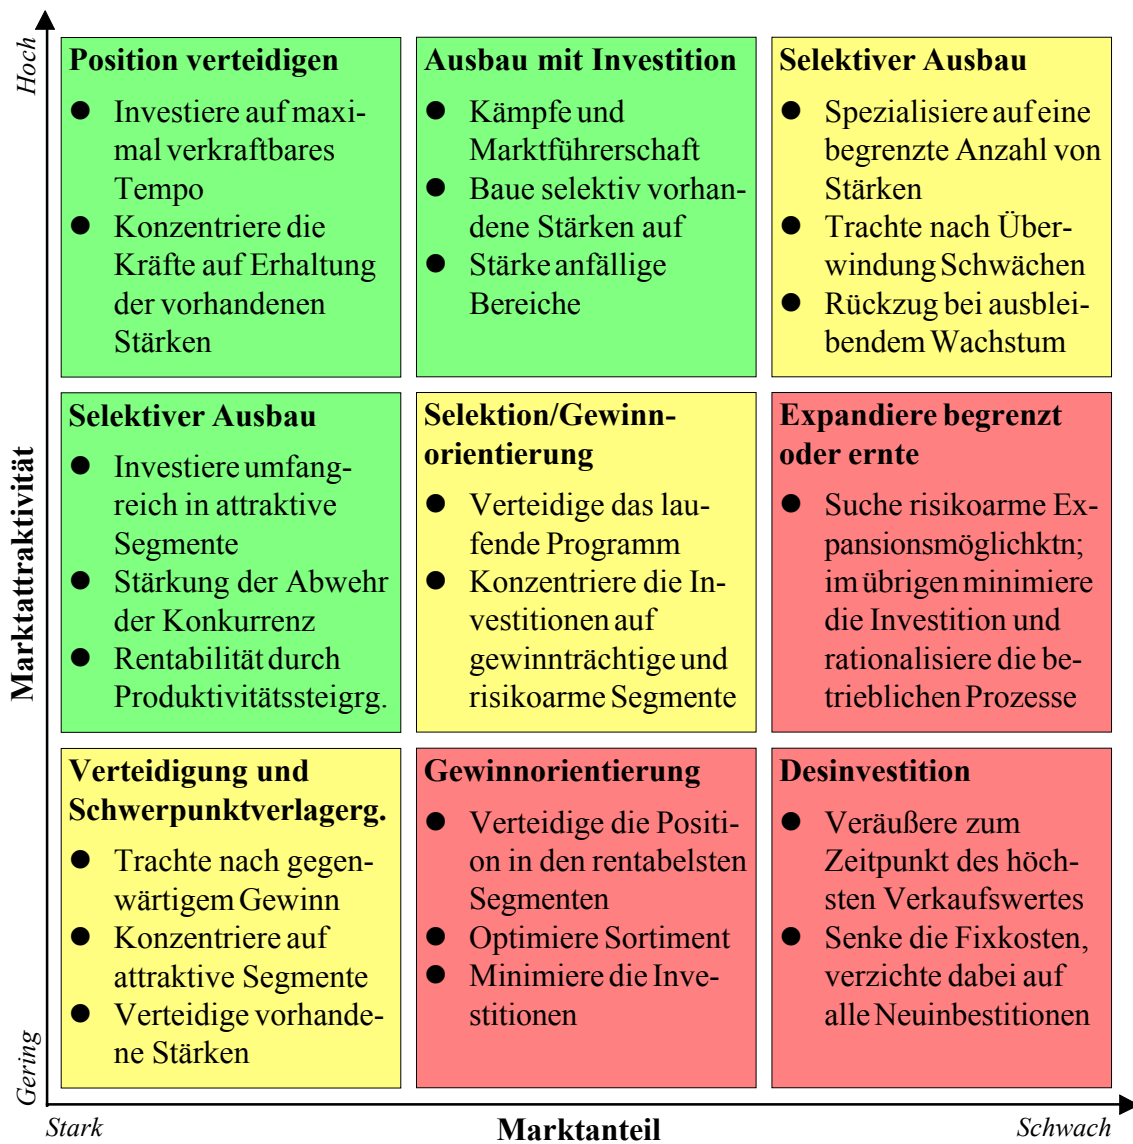 Hoch
Position verteidigen
● Investiere auf maxi-
mal verkraftbares
Tempo
● Konzentriere die
Kräfte auf Erhaltung
der vorhandenen
Stärken
Ausbau mit Investition
● Kämpfe und
Marktführerschaft
● Baue selektiv vorhan-
dene Stärken auf
● Stärke anfällige
Bereiche
Selektiver Ausbau
● Spezialisiere auf eine
begrenzte Anzahl von
Stärken
● Trachte nach Über-
windung Schwächen
● Rückzug bei ausblei-
bendem Wachstum
Marktattraktivität
Selektiver Ausbau
● Investiere umfang-
reich in attraktive
Segmente
● Stärkung der Abwehr
der Konkurrenz
● Rentabilität durch
Produktivitätssteigrg.
Selektion/Gewinn-
orientierung
● Verteidige das lau-
fende Programm
● Konzentriere die In-
vestitionen auf
gewinnträchtige und
risikoarme Segmente
Expandiere begrenzt
oder ernte
● Suche risikoarme Ex-
pansionsmöglichktn;
im übrigen minimiere
die Investition und
rationalisiere die be-
trieblichen Prozesse
Verteidigung und
Schwerpunktverlagerg.
● Trachte nach gegen-
wärtigem Gewinn
● Konzentriere auf
attraktive Segmente
● Verteidige vorhande-
ne Stärken
Gewinnorientierung
● Verteidige die Positi-
on in den rentabelsten
Segmenten
● Optimiere Sortiment
● Minimiere die Inve-
stitionen
Desinvestition
● Veräußere zum
Zeitpunkt des höch-
sten Verkaufswertes
● Senke die Fixkosten,
verzichte dabei auf
alle Neuinbestitionen
Gering
Stark
Marktanteil
Schwach